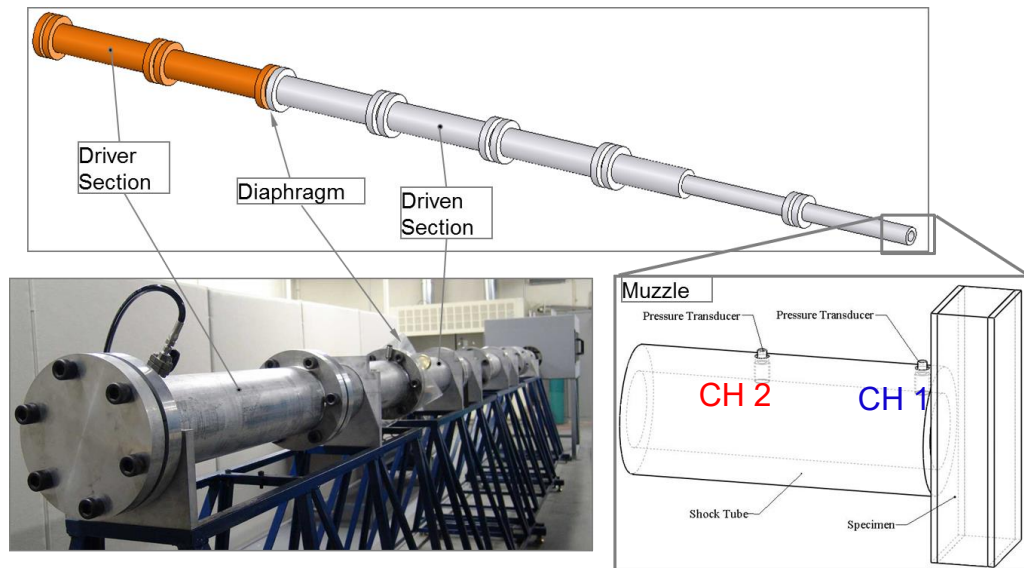 Driver
Section
Diaphragm
Driven
Section
Muzzle
Pressure Transducer
Pressure Transducer
CH 2
CH 1
Shock Tube
Specimen